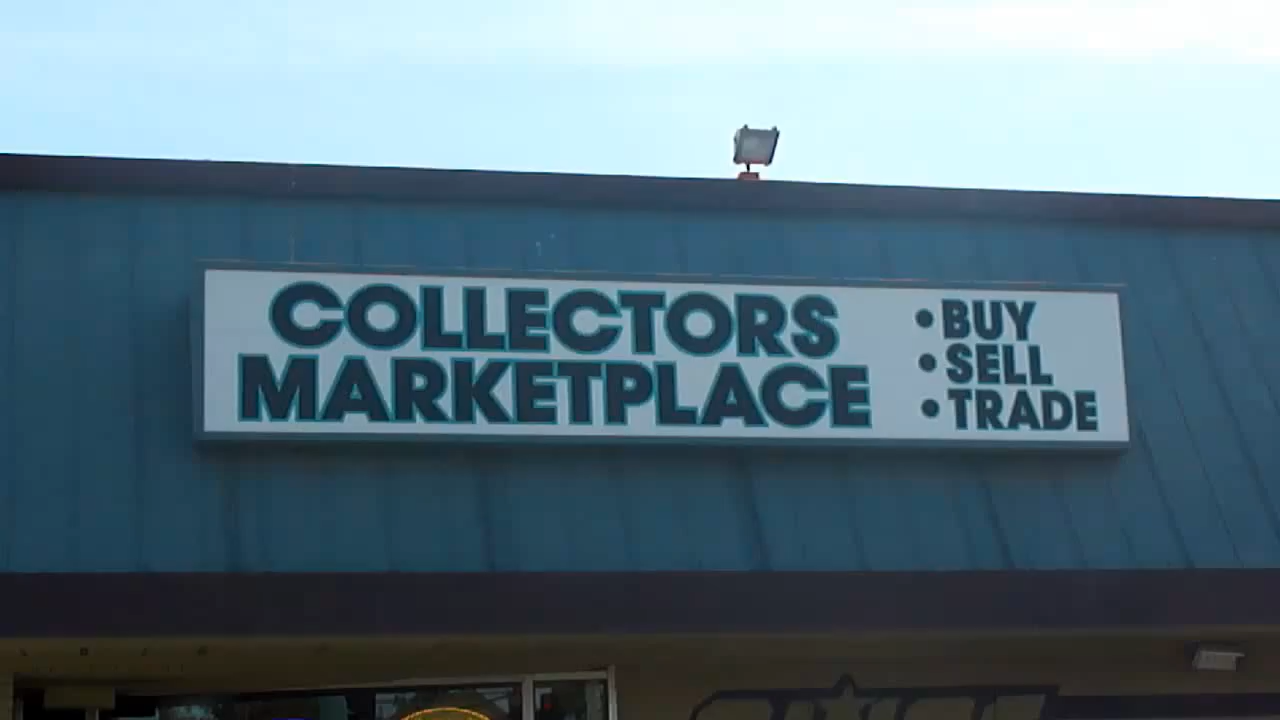 COLLECTORS
MARKETPLACE
• BUY
• SELL
• TRADE